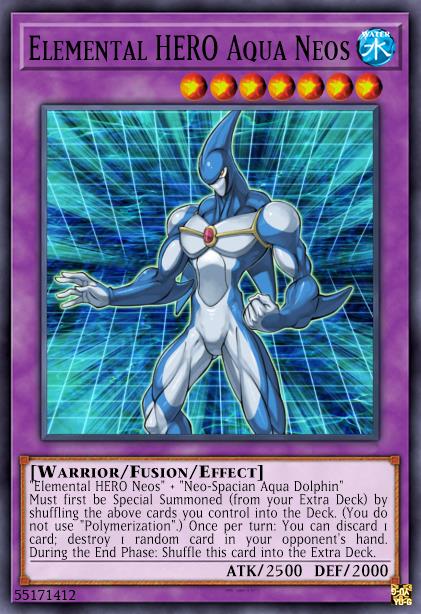 Elemental HERO Aqua Neos
WATER
水
[Warrior/Fusion/Effect]
"Elemental HERO Neos" + "Neo-Spacian Aqua Dolphin"
Must first be Special Summoned (from your Extra Deck) by
shuffling the above cards you control into the Deck. (You do
not use "Polymerization".) Once per turn: You can discard 1
card; destroy 1 random card in your opponent's hand.
During the End Phase: Shuffle this card into the Extra Deck.
ATK/2500 DEF/2000
55171412